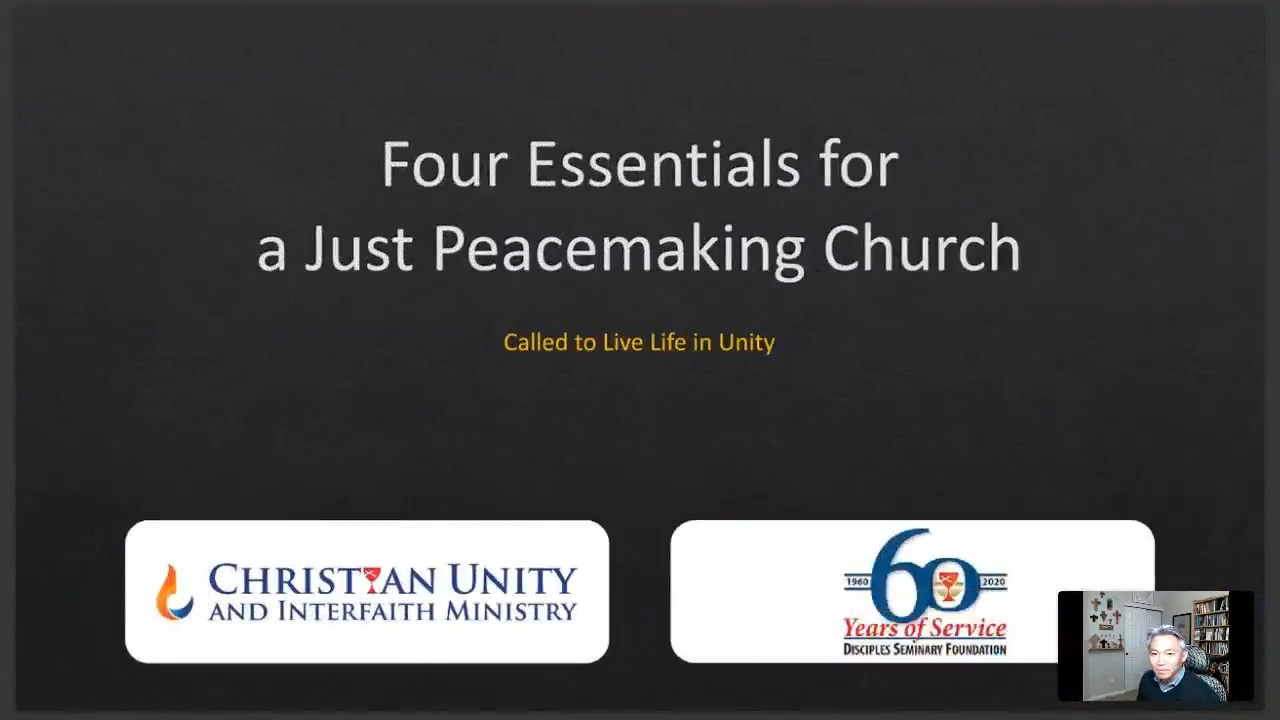 Four Essentials for
a Just Peacemaking Church
Called to Live Life in Unity
CHRISTIAN UNITY
AND INTERFAITH MINISTRY
1960 60 2020
Years of Service
DISCIPLES SEMINARY FOUNDATION